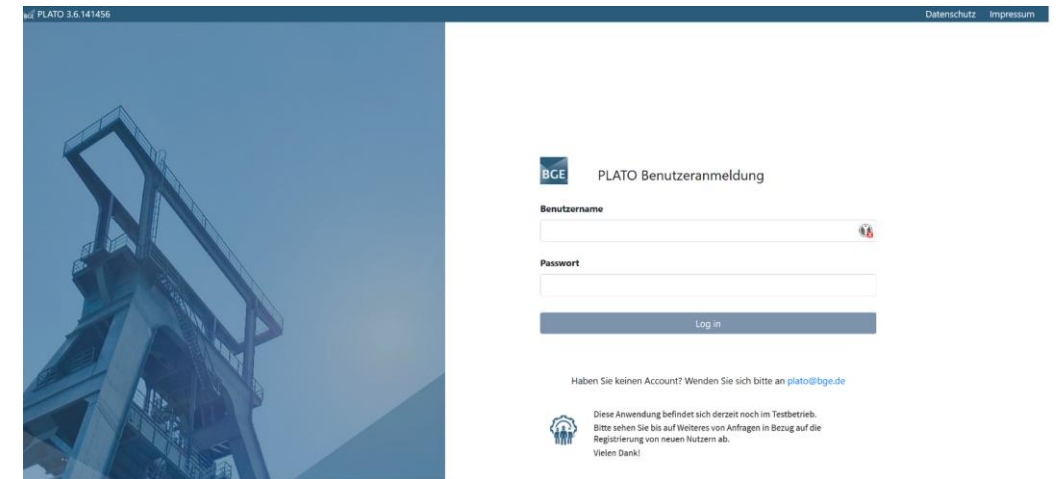 BGE PLATO 3.6.141456
Datenschutz Impressum
BGE PLATO Benutzeranmeldung
Benutzername
Passwort
Log in
Haben Sie keinen Account? Wenden Sie sich bitte an plato@bge.de
Diese Anwendung befindet sich derzeit noch im Testbetrieb.
Bitte sehen Sie bis auf Weiteres von Anfragen in Bezug auf die
Registrierung von neuen Nutzern ab.
Vielen Dank!